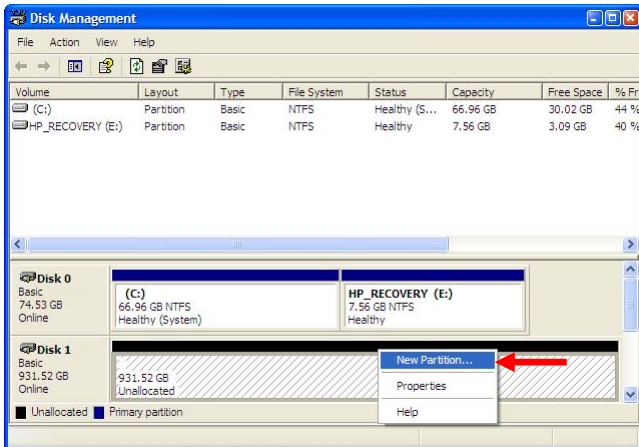 Disk Management
File Action View Help
Volume Layout Type File System Status Capacity Free Space % Fr
(C:) Partition Basic NTFS Healthy (S... 66.96 GB 30.02 GB 44 %
HP_RECOVERY (E:) Partition Basic NTFS Healthy 7.56 GB 3.09 GB 40 %
Disk 0
Basic
74.53 GB
Online
(C:)
66.96 GB NTFS
Healthy (System)
HP_RECOVERY (E:)
7.56 GB NTFS
Healthy
Disk 1
Basic
931.52 GB
Online
931.52 GB
Unallocated
New Partition...
Properties
Help
Unallocated Primary partition